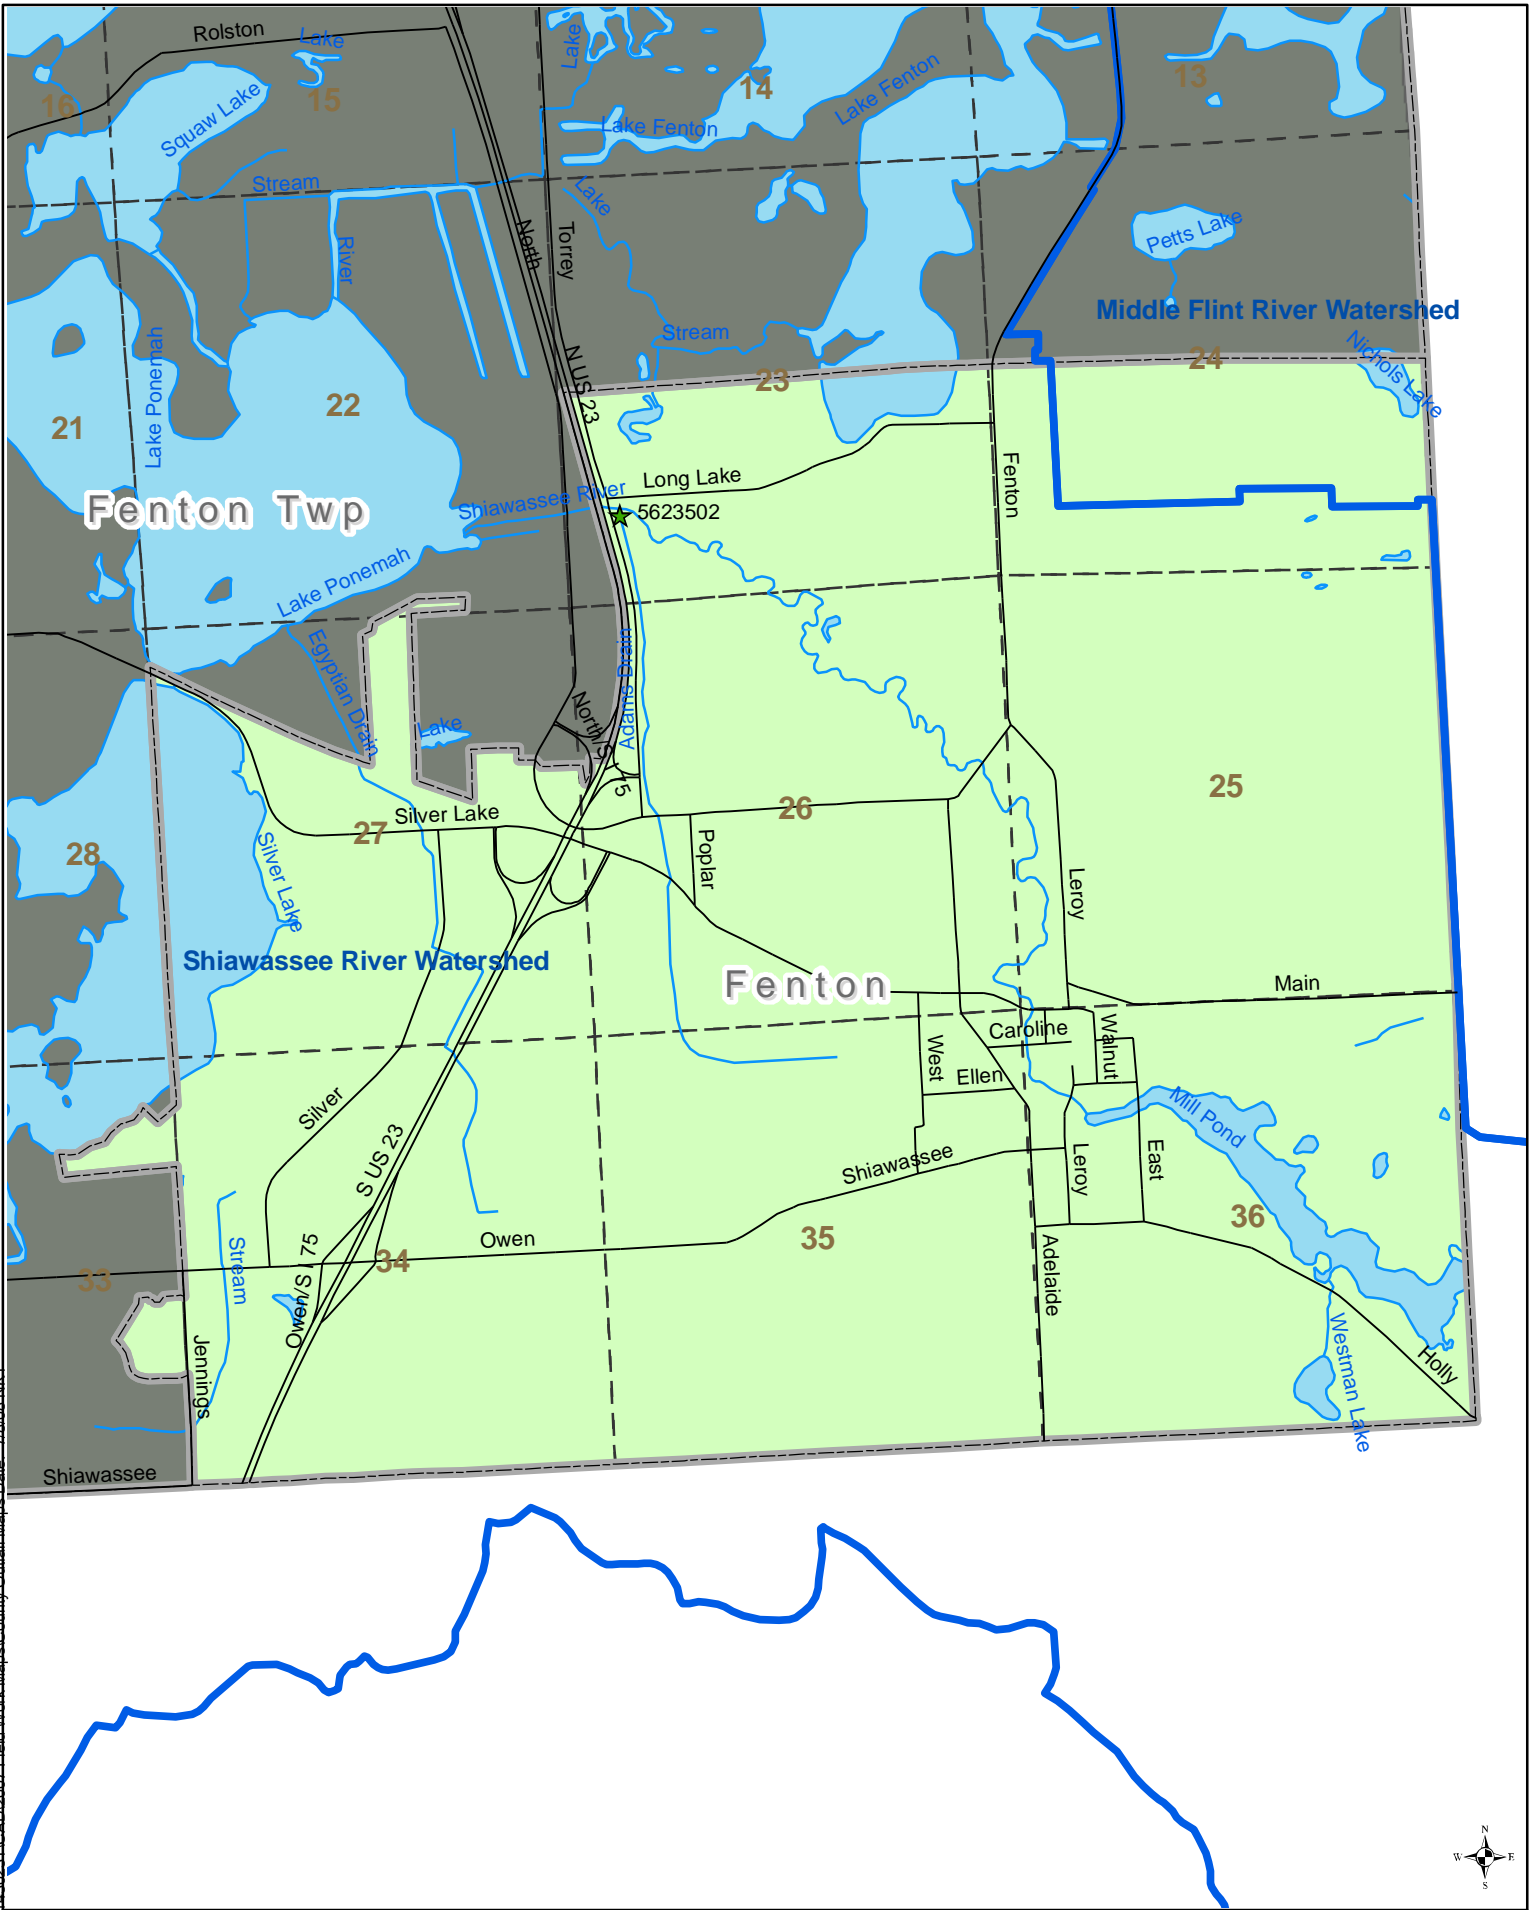 Rolston
Lake
Lake
16
15
14
13
Squaw Lake
Lake Fenton
Lake Fenton
Stream
Lake
River
North
Torrey
Petts Lake
Middle Flint River Watershed
Stream
Nichols Lake
24
23
N US 23
Lake Ponemah
22
21
Long Lake
Fenton
Shiawassee River
5623502
Fenton Twp
Lake Ponemah
Egyptian Drain
Adams Drain
Lake
North/S I 75
25
26
Silver Lake
27
28
Silver Lake
Poplar
Leroy
Shiawassee River Watershed
Fenton
Main
Caroline
Walnut
West
Ellen
Silver
Mill Pond
S US 23
Shiawassee
Leroy
East
36
35
Owen
Stream
34
33
Owen/S I 75
Adelaide
Jennings
Westman Lake
Holly
Shiawassee
N
W
E
S